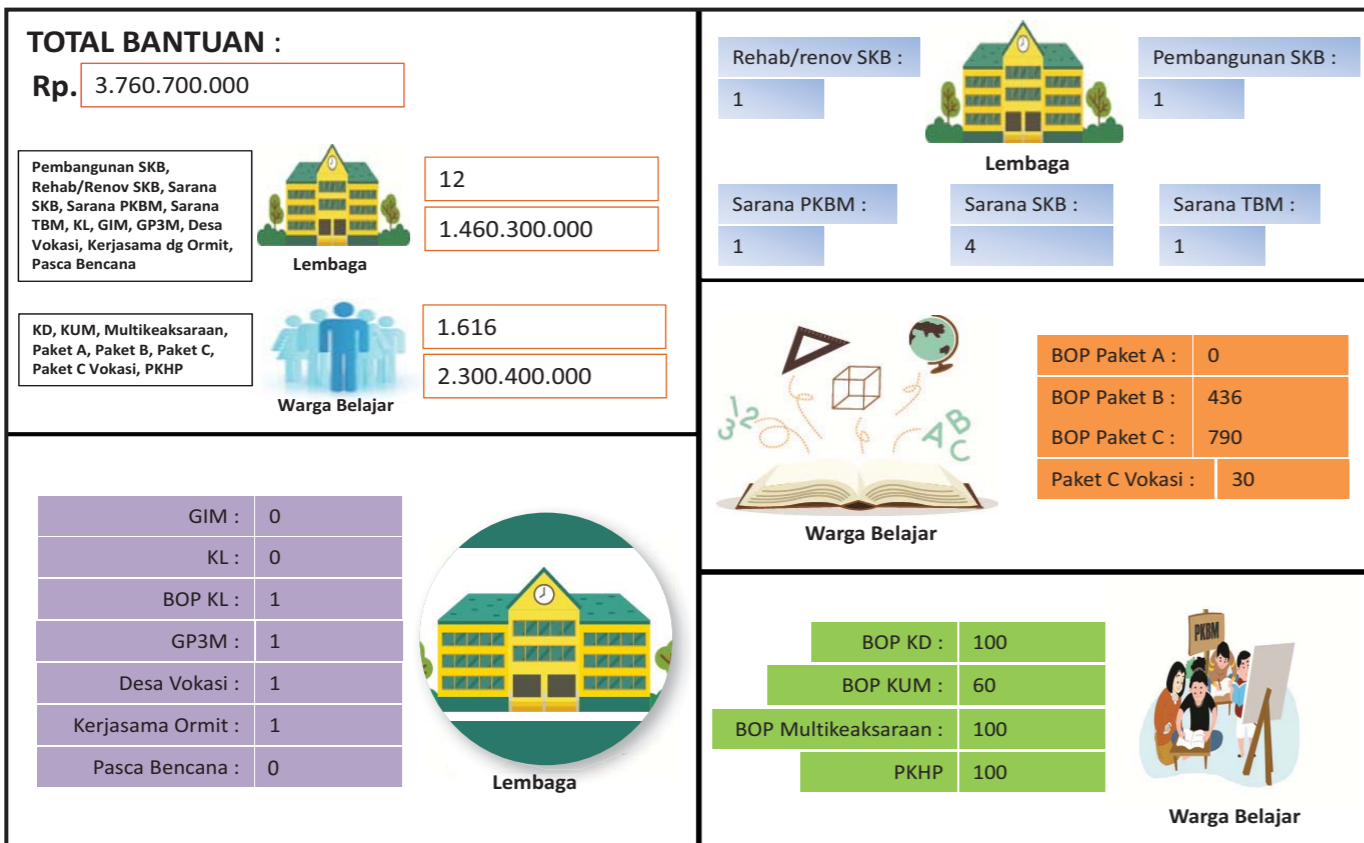 TOTAL BANTUAN :
Rp. 3.760.700.000
Pembangunan SKB,
Rehab/Renov SKB, Sarana
SKB, Sarana PKBM, Sarana
TBM, KL, GIM, GP3M, Desa
Vokasi, Kerjasama dg Ormit,
Pasca Bencana
Lembaga
12
1.460.300.000
KD, KUM, Multikeaksaraan,
Paket A, Paket B, Paket C,
Paket C Vokasi, PKHP
Warga Belajar
1.616
2.300.400.000
Rehab/renov SKB :
1
Pembangunan SKB :
1
Lembaga
Sarana PKBM :
1
Sarana SKB :
4
Sarana TBM :
1
123
ABC
Warga Belajar
BOP Paket A : 0
BOP Paket B : 436
BOP Paket C : 790
Paket C Vokasi : 30
GIM : 0
KL : 0
BOP KL : 1
GP3M : 1
Desa Vokasi : 1
Kerjasama Ormit : 1
Pasca Bencana : 0
Lembaga
BOP KD : 100
BOP KUM : 60
BOP Multikeaksaraan : 100
PKHP 100
PKBM
Warga Belajar